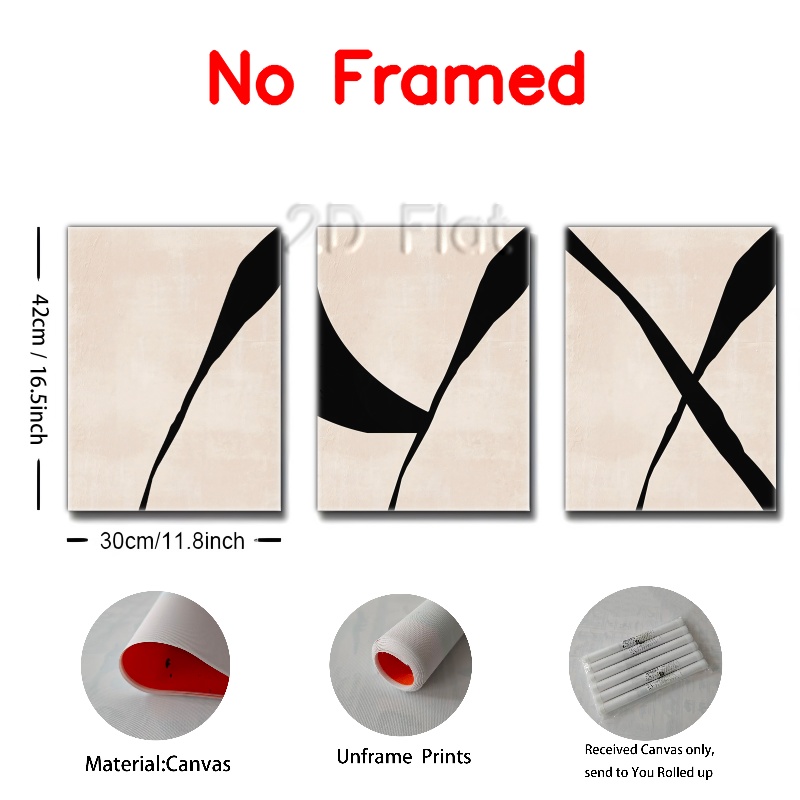 No Framed
2D Flat
42cm / 16.5inch
30cm/11.8inch
Material:Canvas
Unframe Prints
Received Canvas only,
send to You Rolled up